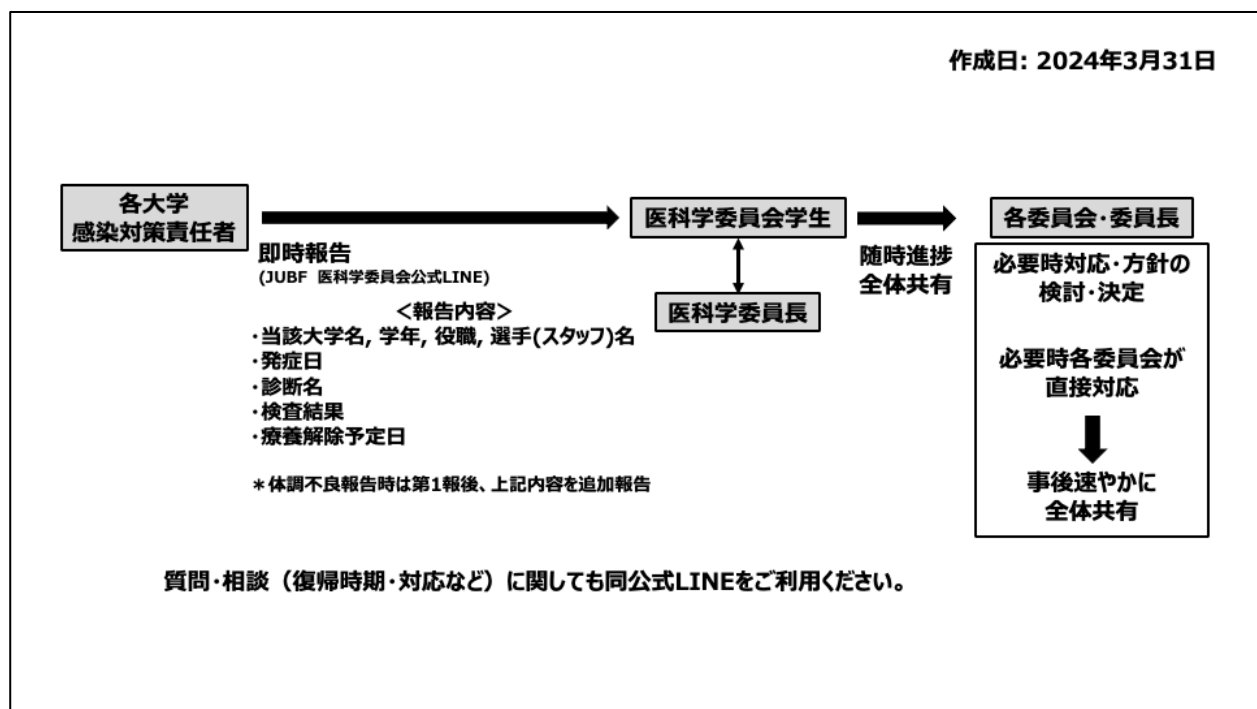 作成日: 2024年3月31日
各大学
感染対策責任者
即時報告
(JUBF 医科学委員会公式LINE)
＜報告内容＞
・当該大学名, 学年, 役職, 選手(スタッフ)名
・発症日
・診断名
・検査結果
・療養解除予定日
＊体調不良報告時は第1報後、上記内容を追加報告
医科学委員会学生
医科学委員長
随時進捗
全体共有
各委員会・委員長
必要時対応・方針の
検討・決定
必要時各委員会が
直接対応
事後速やかに
全体共有
質問・相談（復帰時期・対応など）に関しても同公式LINEをご利用ください。